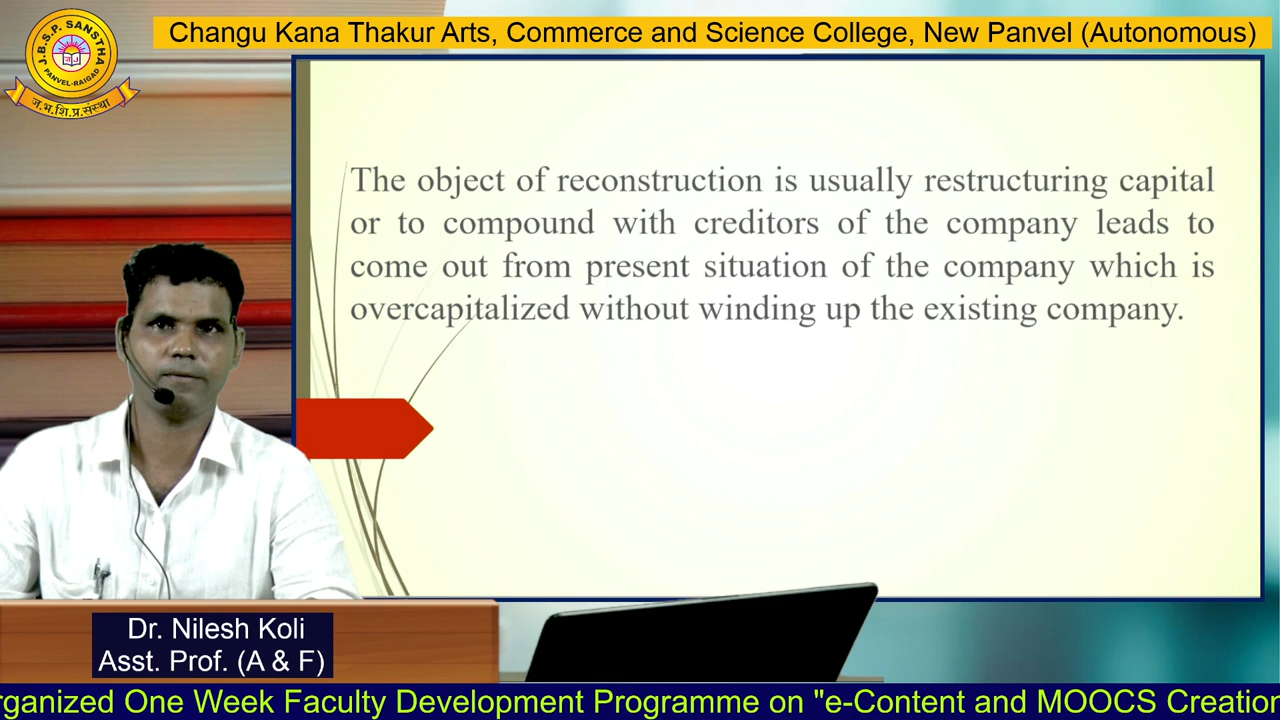 Changu Kana Thakur Arts, Commerce and Science College, New Panvel (Autonomous)
J.B.S.P. SANSTHA
PANVEL-RAIGAD
ज.भ.शि.प्र.संस्था
The object of reconstruction is usually restructuring capital
or to compound with creditors of the company leads to
come out from present situation of the company which is
overcapitalized without winding up the existing company.
Dr. Nilesh Koli
Asst. Prof. (A & F)
rganized One Week Faculty Development Programme on "e-Content and MOOCS Creation